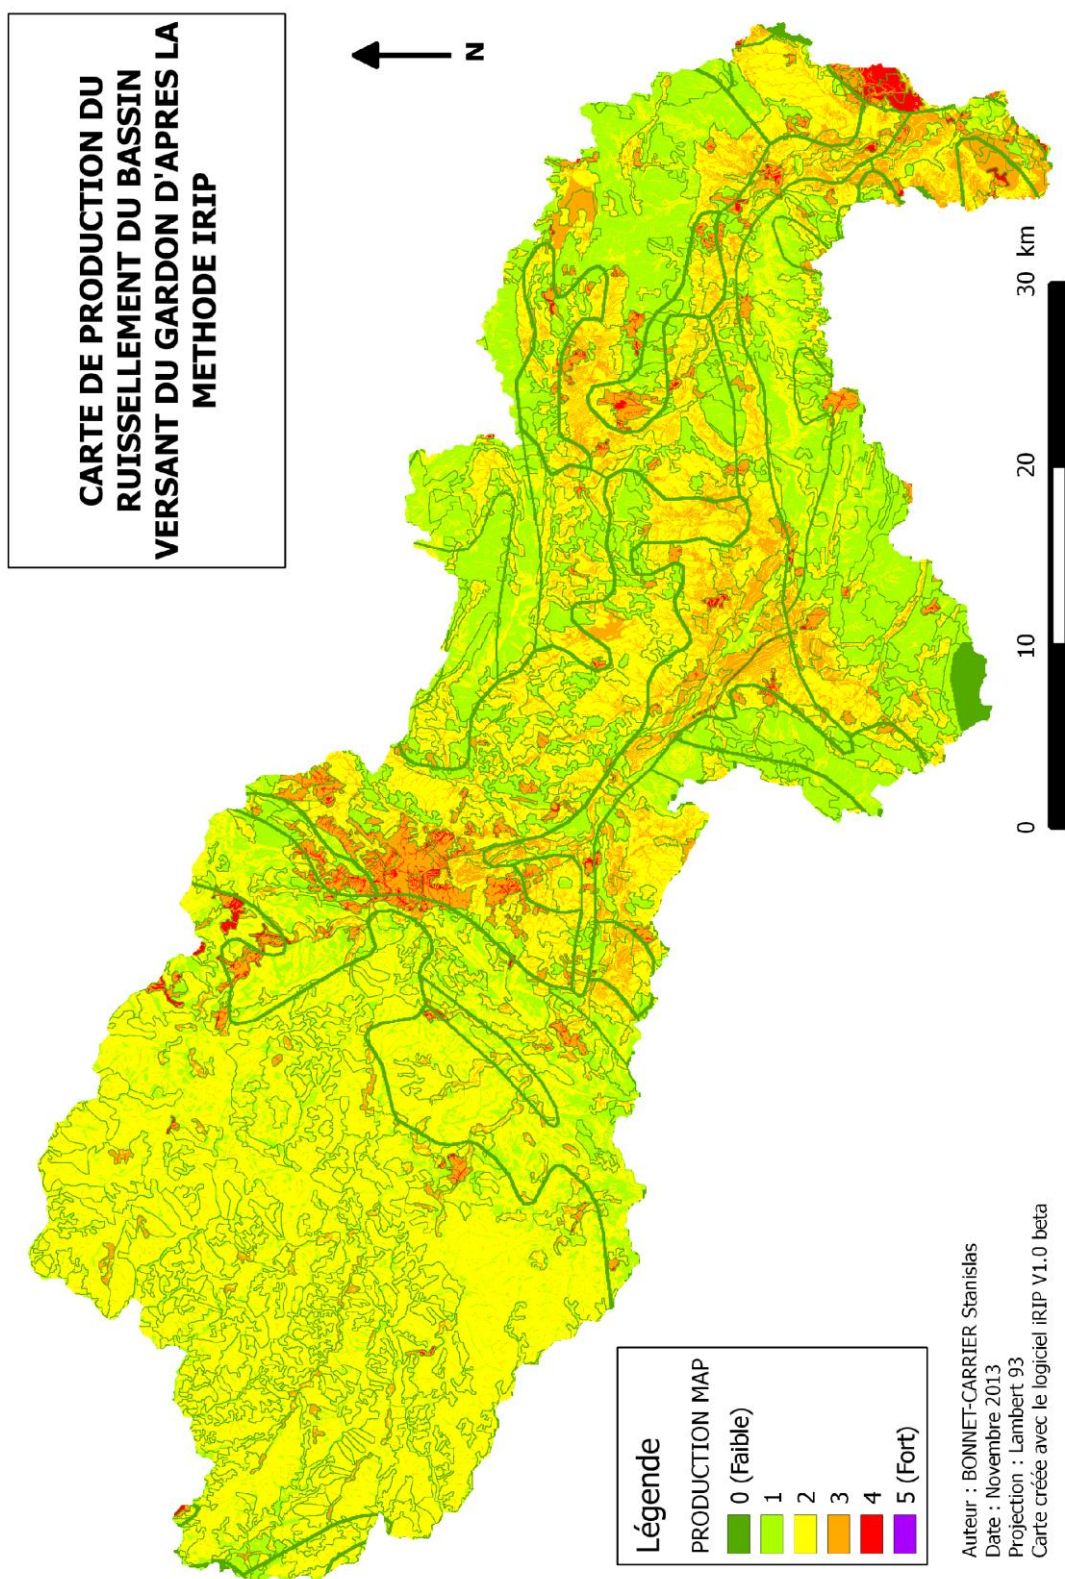 CARTE DE PRODUCTION DU
RUISSELLEMENT DU BASSIN
VERSANT DU GARDON D'APRES LA
METHODE IRIP
N
Légende
PRODUCTION MAP
0 (Faible)
1
2
3
4
5 (Fort)
0 10 20 30 km
Auteur : BONNET-CARRIER Stanislas
Date : Novembre 2013
Projection : Lambert 93
Carte créée avec le logiciel iRIP V1.0 beta